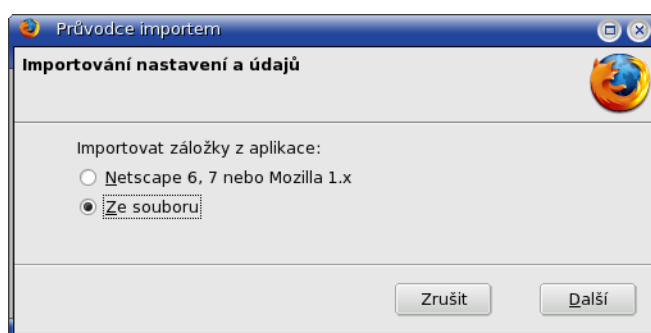 Průvodce importem
Importování nastavení a údajů
Importovat záložky z aplikace:
Netscape 6, 7 nebo Mozilla 1.x
Ze souboru
Zrušit
Další